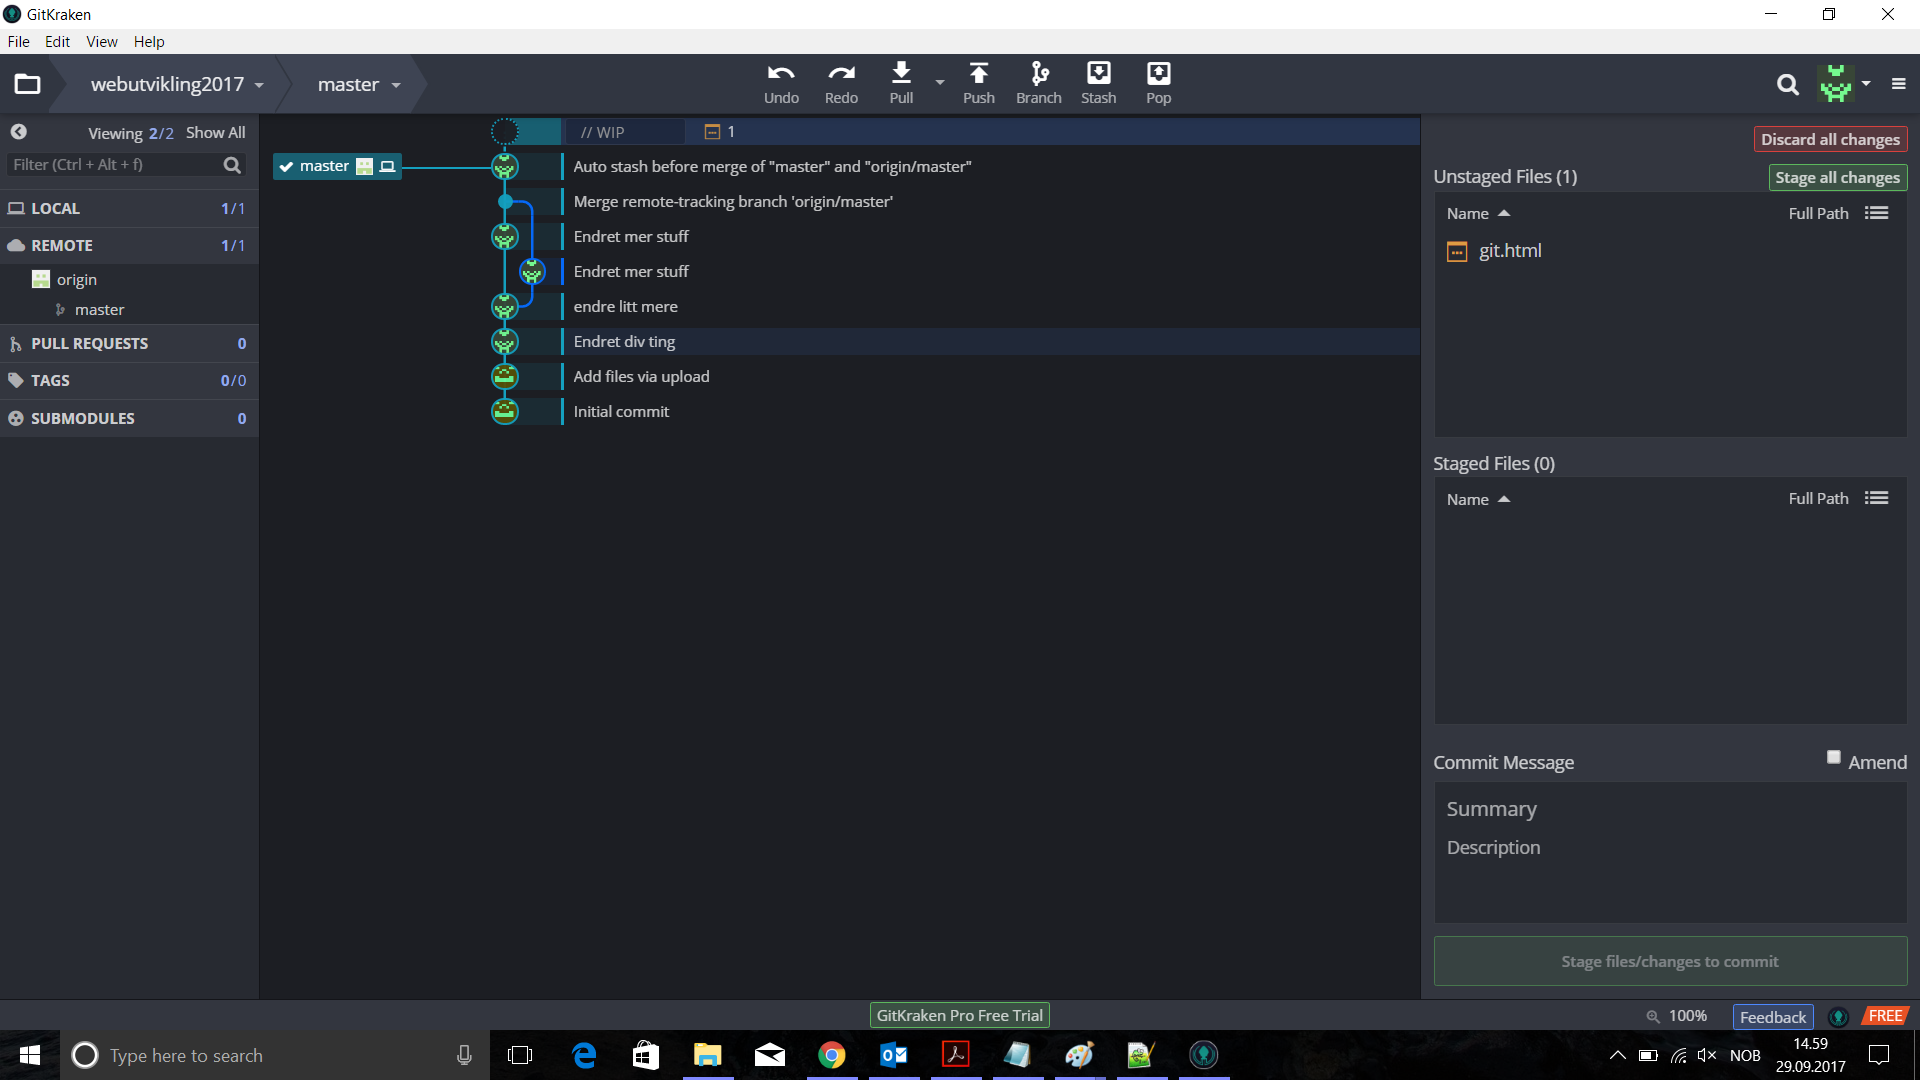 GitKraken
File Edit View Help
webutvikling2017 master Undo Redo Pull Push Branch Stash Pop
Viewing 2/2 Show All
Filter (Ctrl + Alt + f)
LOCAL 1/1
REMOTE 1/1
origin
master
PULL REQUESTS 0
TAGS 0/0
SUBMODULES 0
master
// WIP 1
Auto stash before merge of "master" and "origin/master"
Merge remote-tracking branch 'origin/master'
Endret mer stuff
Endret mer stuff
endre litt mere
Endret div ting
Add files via upload
Initial commit
Discard all changes
Unstaged Files (1) Stage all changes
Name Full Path
git.html
Staged Files (0)
Name Full Path
Commit Message Amend
Summary
Description
Stage files/changes to commit
GitKraken Pro Free Trial 100% Feedback FREE
Type here to search NOB 14.59
29.09.2017